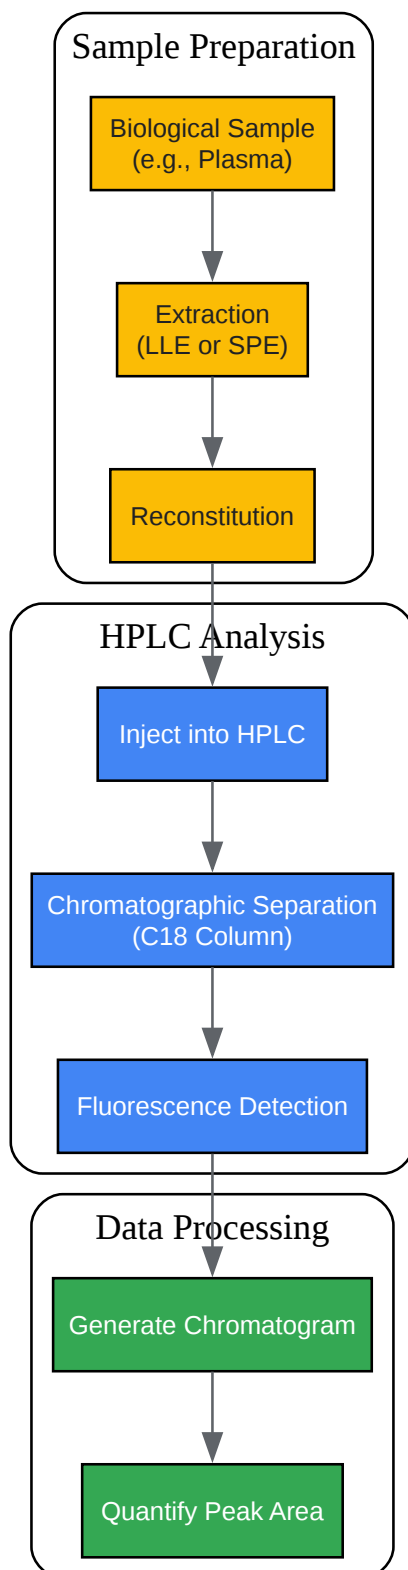 Sample Preparation
Biological Sample
(e.g., Plasma)
Extraction
(LLE or SPE)
Reconstitution
HPLC Analysis
Inject into HPLC
Chromatographic Separation
(C18 Column)
Fluorescence Detection
Data Processing
Generate Chromatogram
Quantify Peak Area